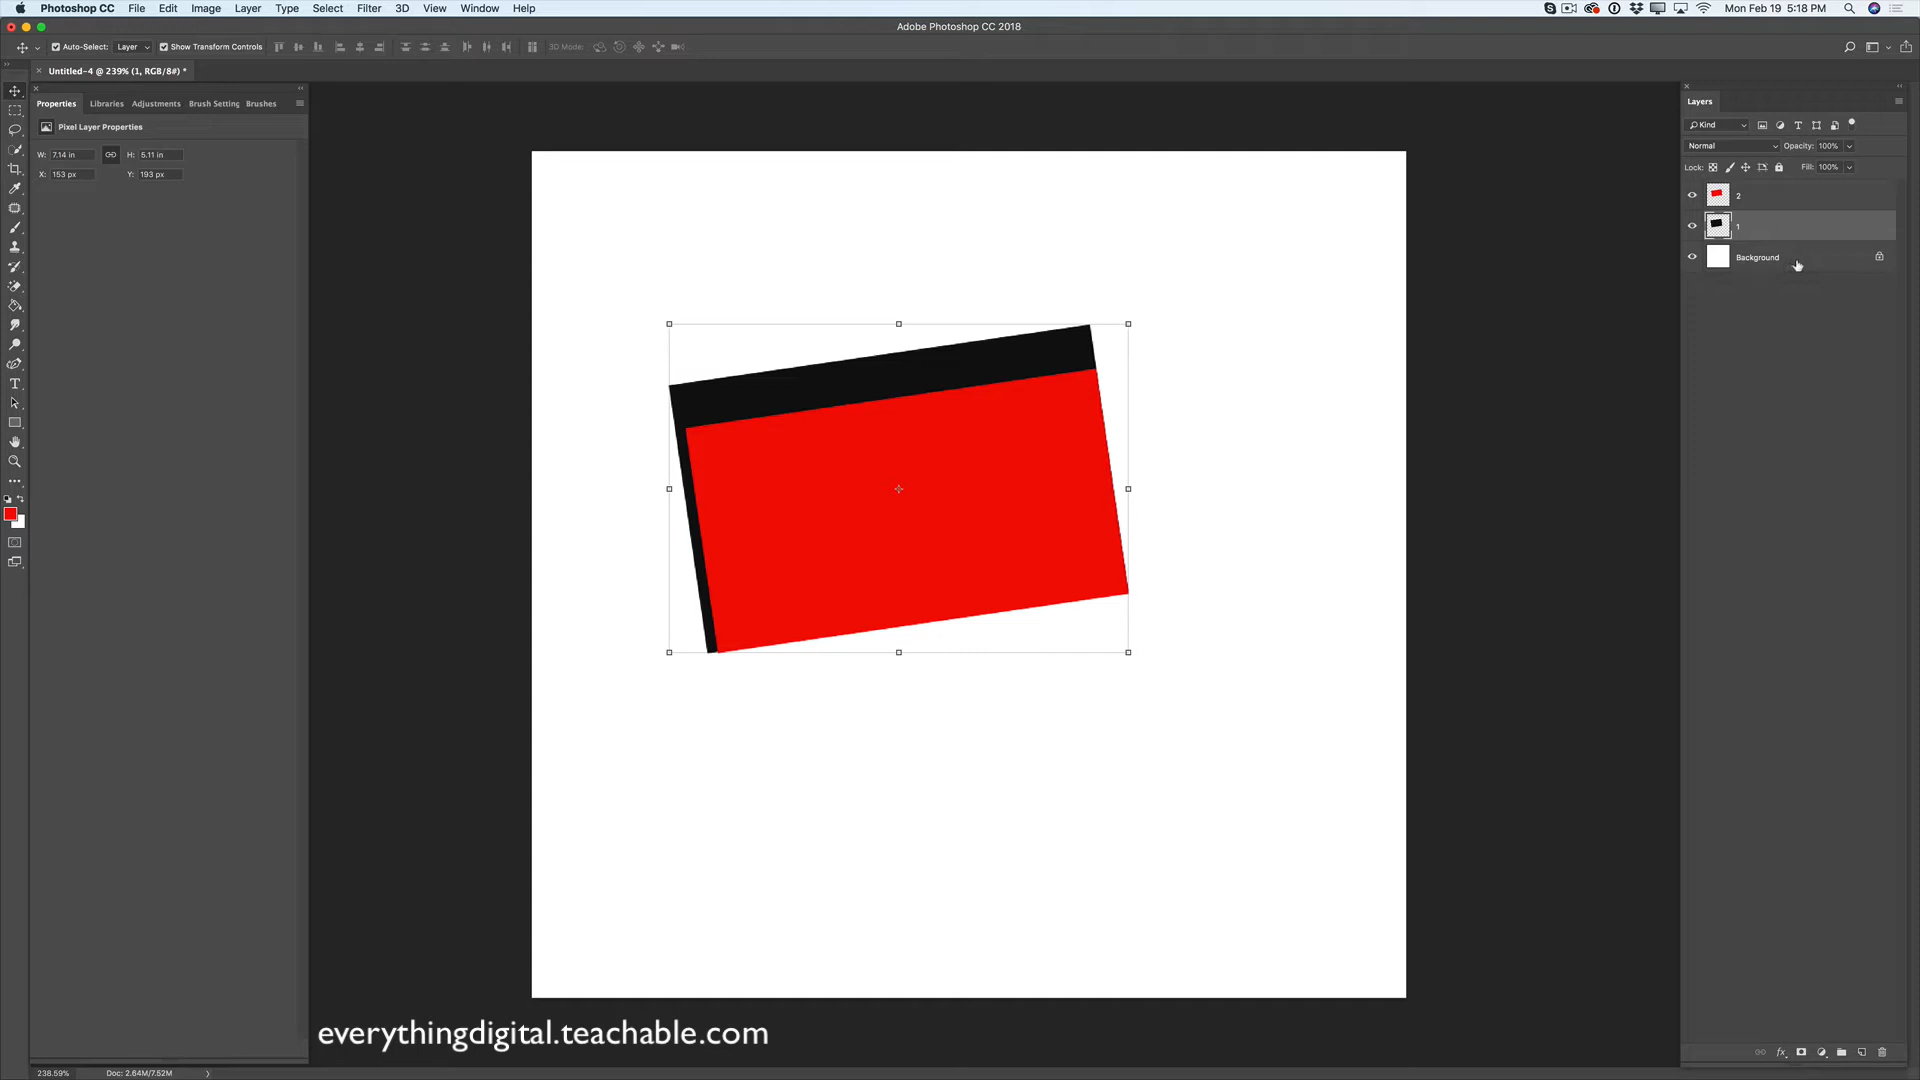 Photoshop CC File Edit Image Layer Type Select Filter 3D View Window Help Mon Feb 19 5:18 PM
Adobe Photoshop CC 2018
Auto-Select: Layer Show Transform Controls 3D Mode:
Untitled-4 @ 239% (1, RGB/8#) *
Properties Libraries Adjustments Brush Setting Brushes
Layers
Pixel Layer Properties
Kind
Normal Opacity: 100%
W: 7.14 in H: 5.11 in
Lock: Fill: 100%
X: 153 px Y: 193 px
2
1
Background
everythingdigital.teachable.com
238.59% Doc: 2.64M/7.52M